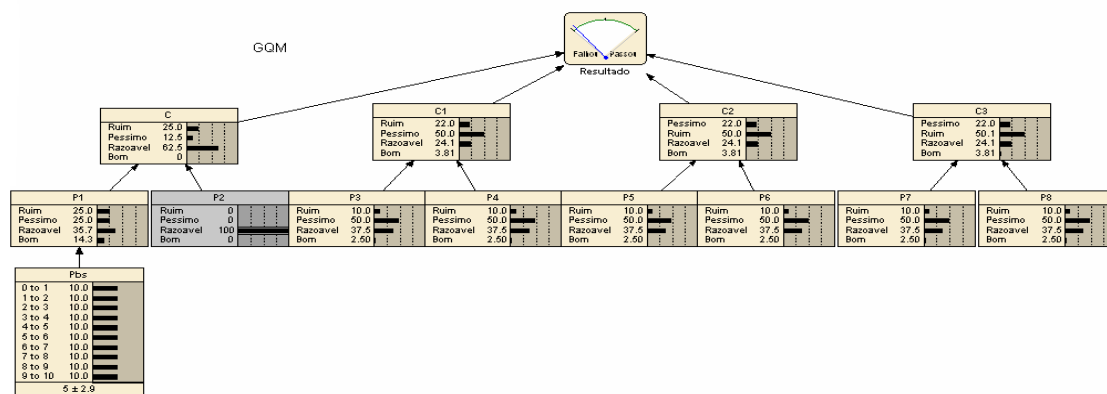 GQM
Falhou Passou
Resultado
C
Ruim 25.0
Pessimo 12.5
Razoavel 62.5
Bom 0
C1
Ruim 22.0
Pessimo 50.0
Razoavel 24.1
Bom 3.81
C2
Pessimo 22.0
Ruim 50.0
Razoavel 24.1
Bom 3.81
C3
Pessimo 22.0
Ruim 50.1
Razoavel 24.1
Bom 3.81
P1
Ruim 25.0
Pessimo 25.0
Razoavel 35.7
Bom 14.3
P2
Ruim 0
Pessimo 0
Razoavel 100
Bom 0
P3
Ruim 10.0
Pessimo 50.0
Razoavel 37.5
Bom 2.50
P4
Ruim 10.0
Pessimo 50.0
Razoavel 37.5
Bom 2.50
P5
Ruim 10.0
Pessimo 50.0
Razoavel 37.5
Bom 2.50
P6
Ruim 10.0
Pessimo 50.0
Razoavel 37.5
Bom 2.50
P7
Ruim 10.0
Pessimo 50.0
Razoavel 37.5
Bom 2.50
P8
Ruim 10.0
Pessimo 50.0
Razoavel 37.5
Bom 2.50
Pbs
0 to 1 10.0
1 to 2 10.0
2 to 3 10.0
3 to 4 10.0
4 to 5 10.0
5 to 6 10.0
6 to 7 10.0
7 to 8 10.0
8 to 9 10.0
9 to 10 10.0
5 ± 2.9